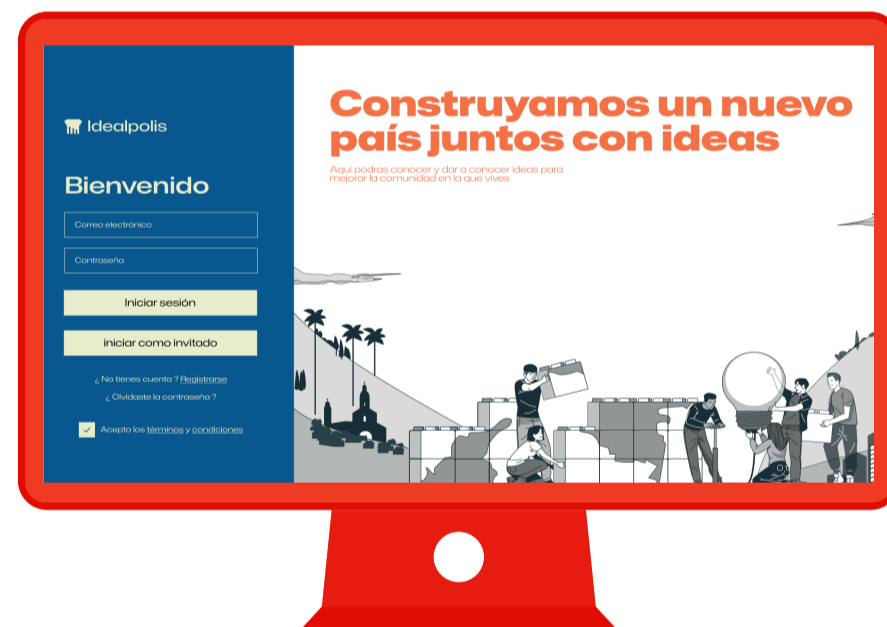 Idealpolis
Bienvenido
Correo electrónico
Contraseña
Iniciar sesión
iniciar como invitado
¿ No tienes cuenta ? Registrarse
¿ Olvidaste la contraseña ?
Acepto los términos y condiciones
Construyamos un nuevo
país juntos con ideas
Aqui podras conocer y dar a conocer ideas para
mejorar la comunidad en la que vives